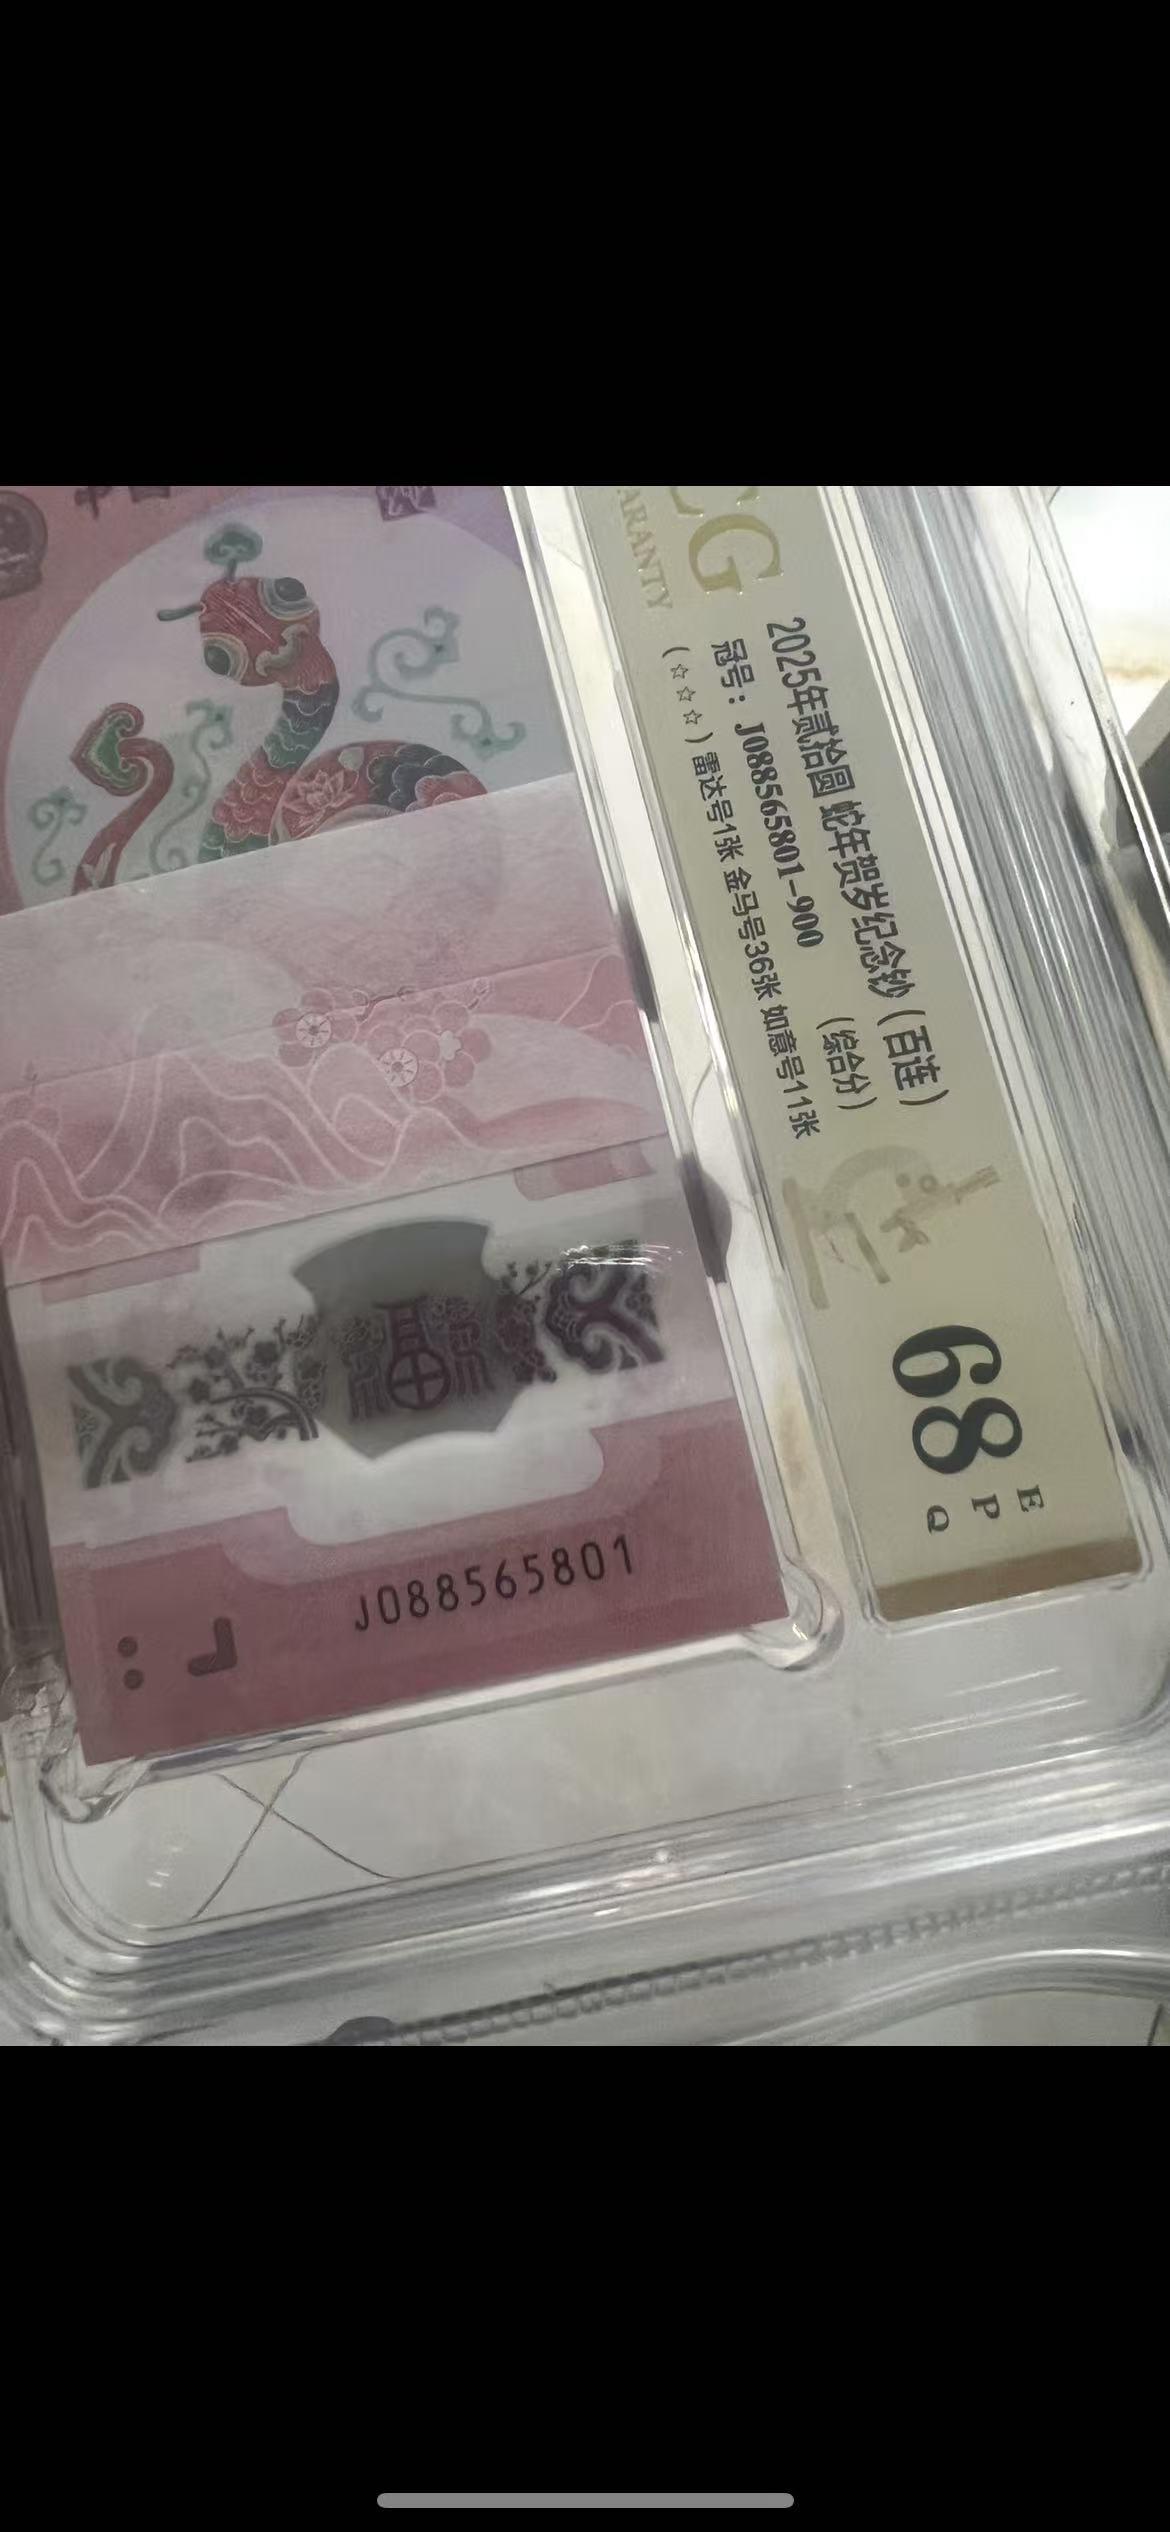 CG
ARANTY
2025年贰拾圆 蛇年贺岁纪念钞（百连）
冠号：J088565801-900 （综合分）
（☆☆☆）雷达号1张 金马号36张 如意号11张
68
E
P
Q
J088565801